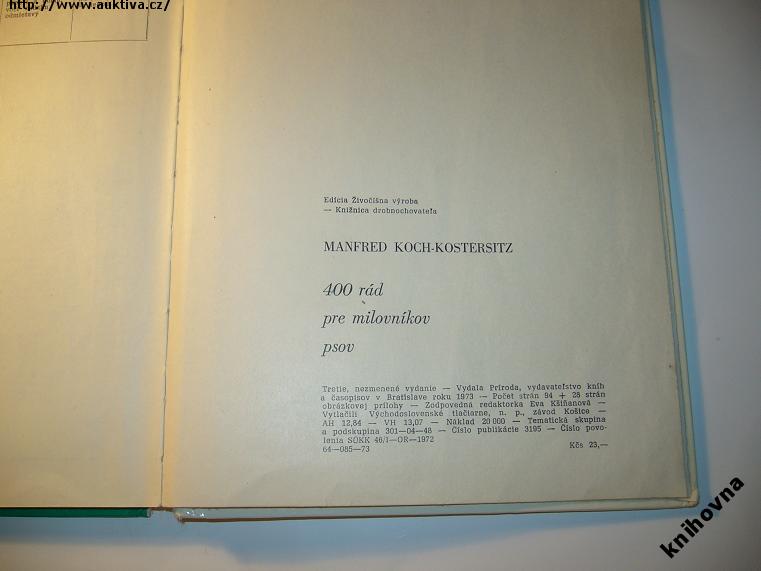 http://www.auktiva.cz/
odmietavý
Edícia Živočíšna výroba
— Knižnica drobnochovateľa
MANFRED KOCH-KOSTERSITZ
400 rád
pre milovníkov
psov
Tretie, nezmenené vydanie — Vydala Príroda, vydavateľstvo kníh
a časopisov v Bratislave roku 1973 — Počet strán 94 + 28 strán
obrázkovej prílohy — Zodpovedná redaktorka Eva Kšiňanová —
Vytlačili Východoslovenské tlačiarne, n. p., závod Košice —
AH 12,84 — VH 13,07 — Náklad 20 000 — Tematická skupina
a podskupina 301—04—48 — Číslo publikácie 3195 — Číslo povo-
lenia SÚKK 46/I—OR—1972
64—085—73 Kčs 23,—
knihovna